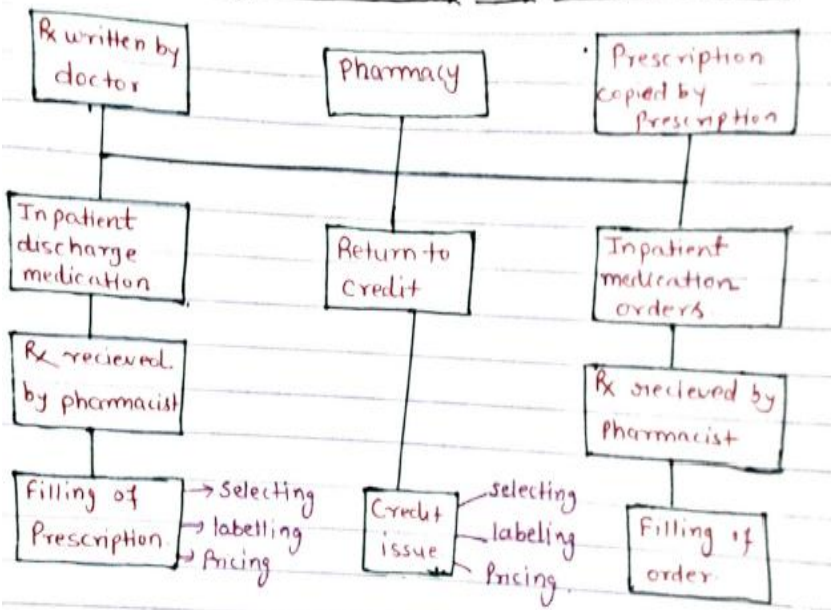 Rx written by
doctor
Pharmacy
Prescription
copied by
Prescription
Inpatient
discharge
medication
Return to
Credit
Inpatient
medication
orders
Rx recieved.
by pharmacist
Rx recieved by
Pharmacist
Filling of
Prescription
→ Selecting
→ labelling
→ Pricing
Credit
issue
selecting
labeling
Pricing.
Filling of
order